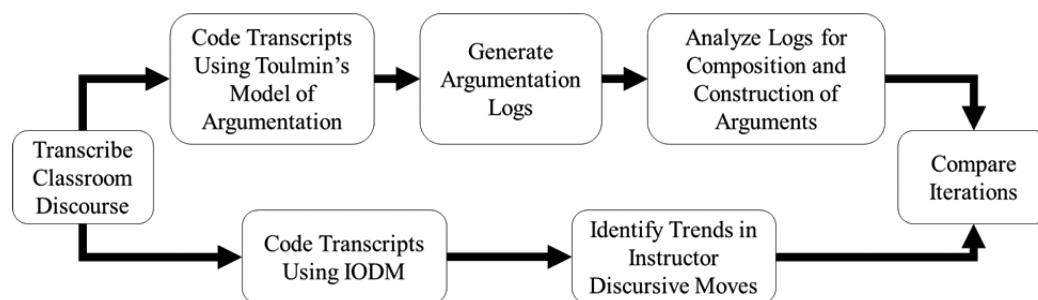 Transcribe
Classroom
Discourse
Code Transcripts
Using Toulmin's
Model of
Argumentation
Generate
Argumentation
Logs
Analyze Logs for
Composition and
Construction of
Arguments
Code Transcripts
Using IODM
Identify Trends in
Instructor
Discursive Moves
Compare
Iterations